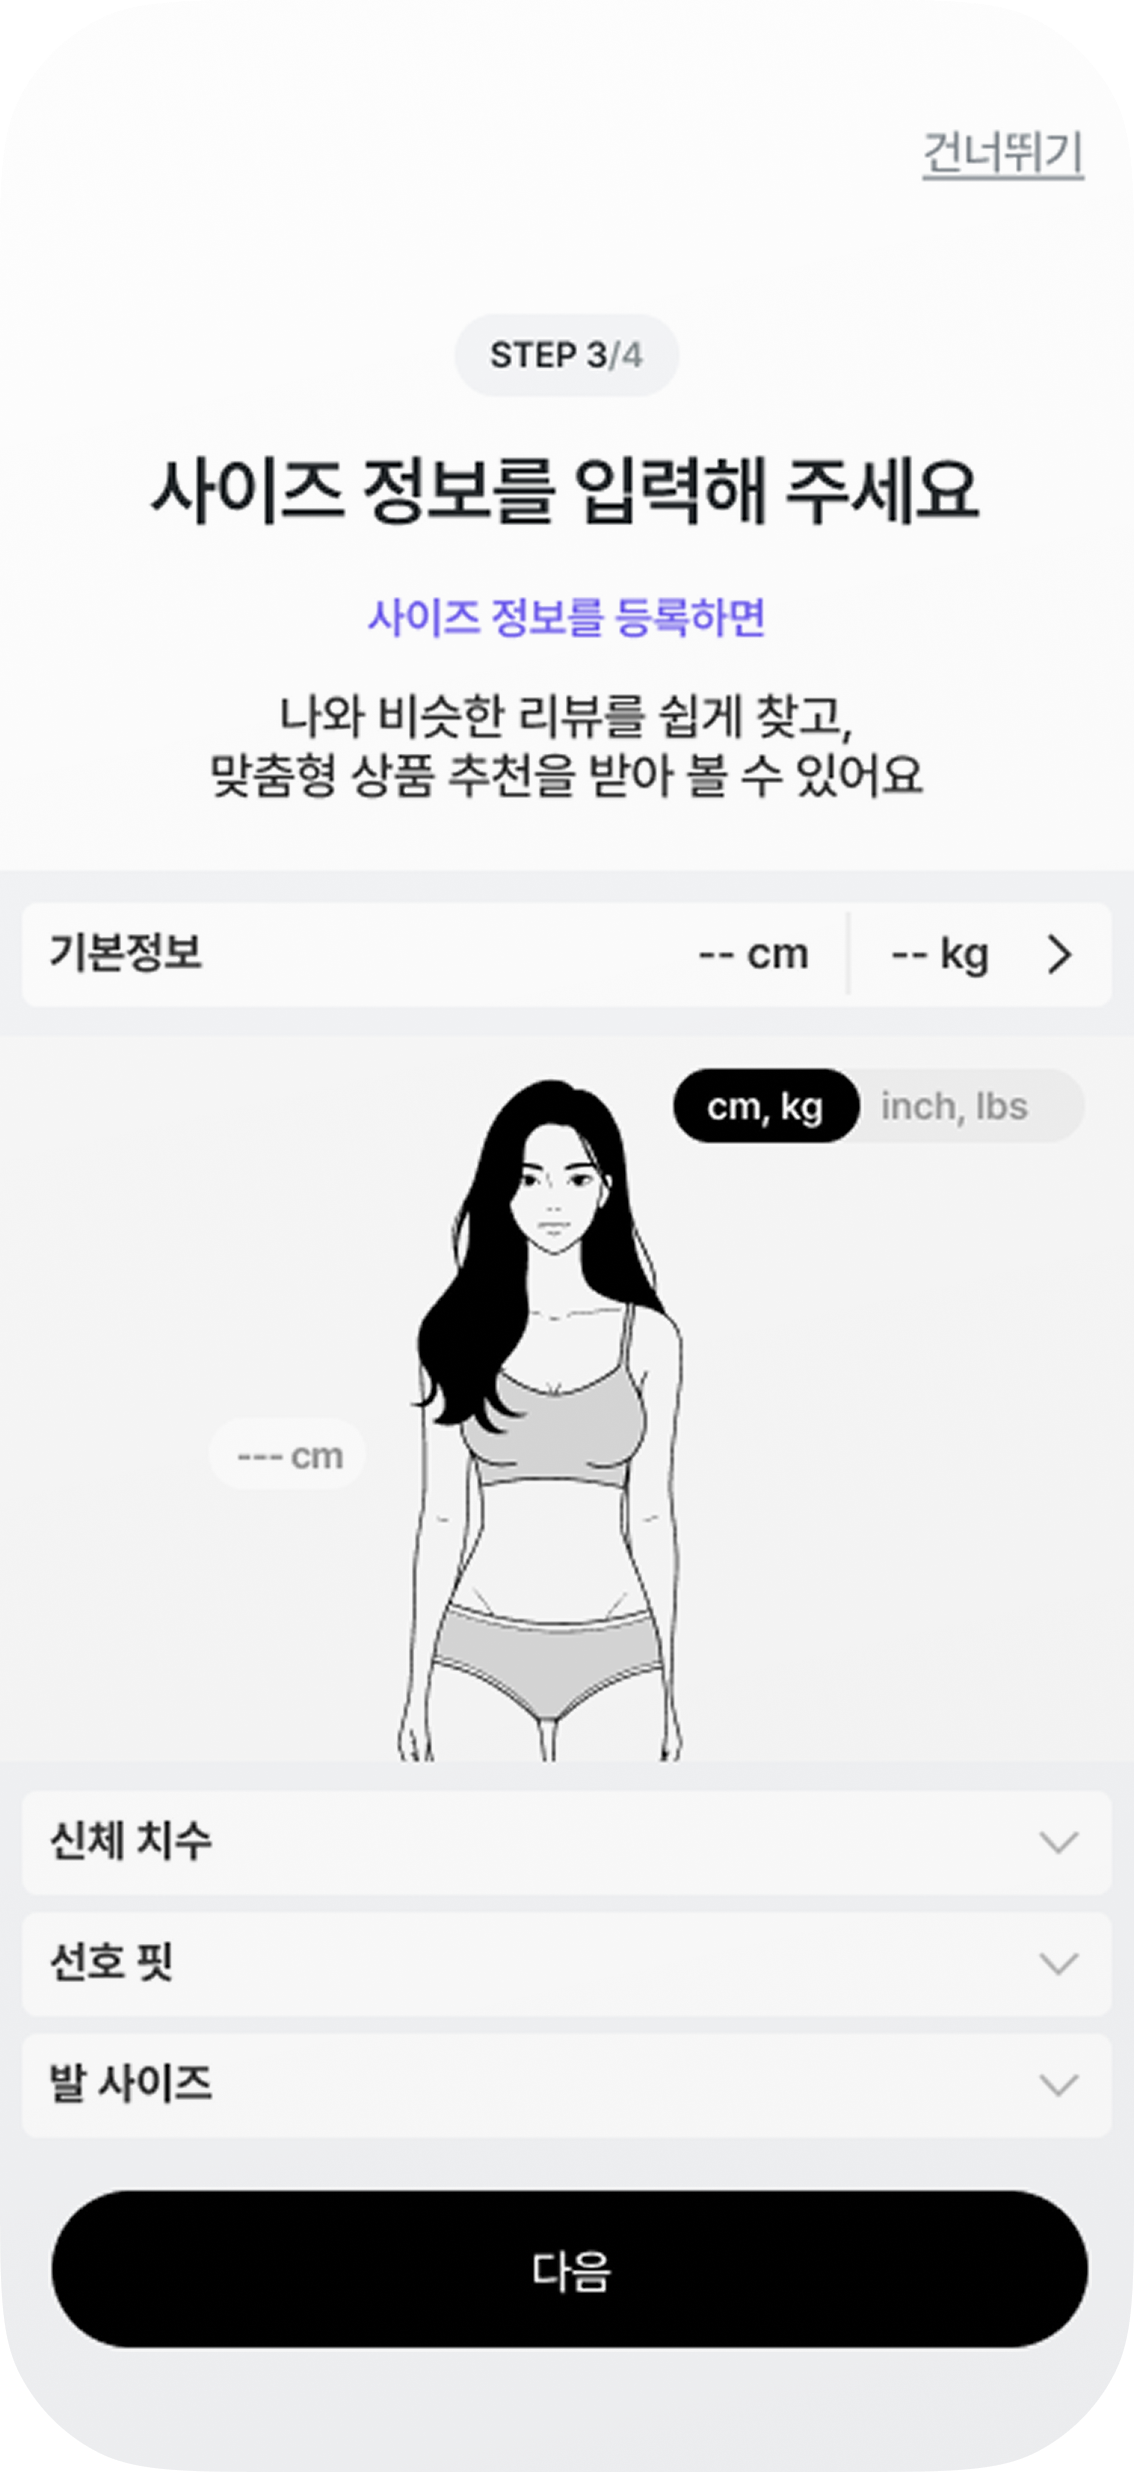 건너뛰기
STEP 3/4
사이즈 정보를 입력해 주세요
사이즈 정보를 등록하면
나와 비슷한 리뷰를 쉽게 찾고,
맞춤형 상품 추천을 받아 볼 수 있어요
기본정보 -- cm -- kg
cm, kg inch, lbs
--- cm
신체 치수
선호 핏
발 사이즈
다음